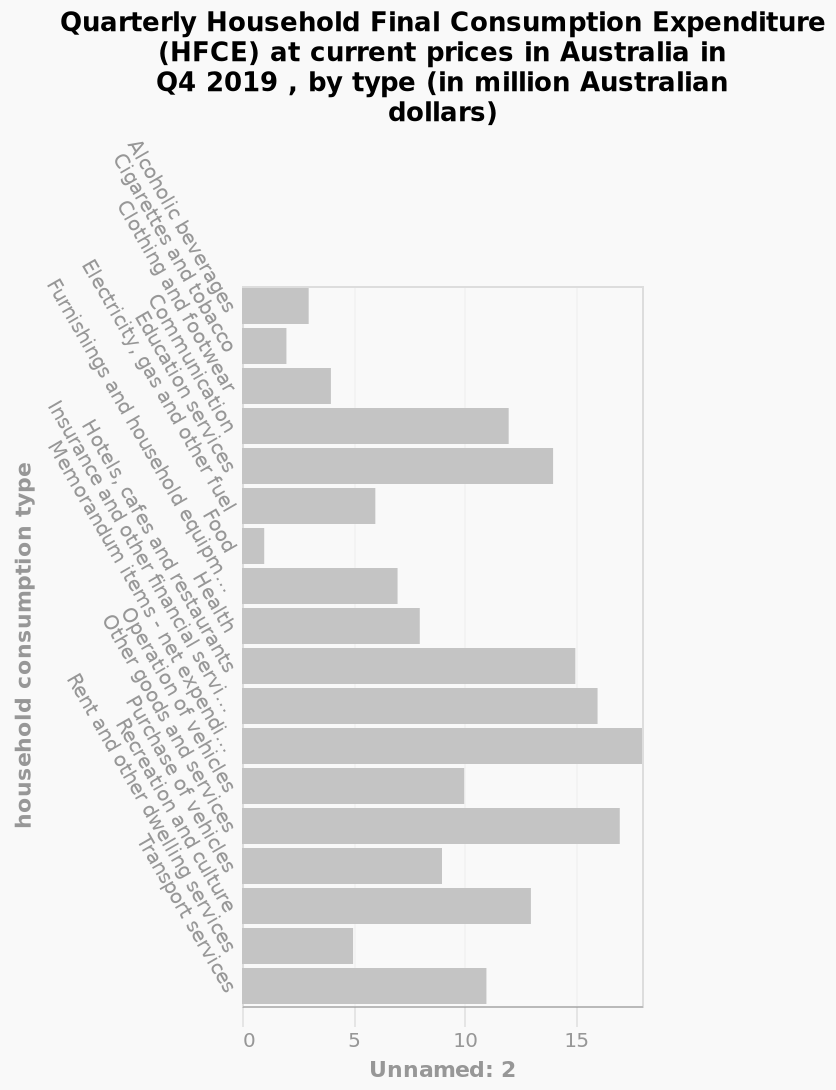 Quarterly Household Final Consumption Expenditure
(HFCE) at current prices in Australia in
Q4 2019 , by type (in million Australian
dollars)
Alcoholic beverages
Cigarettes and tobacco
Clothing and footwear
Communication
Education services
Electricity, gas and other fuel
Food
Furnishings and household equipm…
Health
Hotels, cafes and restaurants
Insurance and other financial servi…
Memorandum items - net expendi…
Operation of vehicles
Other goods and services
Purchase of vehicles
Recreation and culture
Rent and other dwelling services
Transport services
household consumption type
0 5 10 15
Unnamed: 2